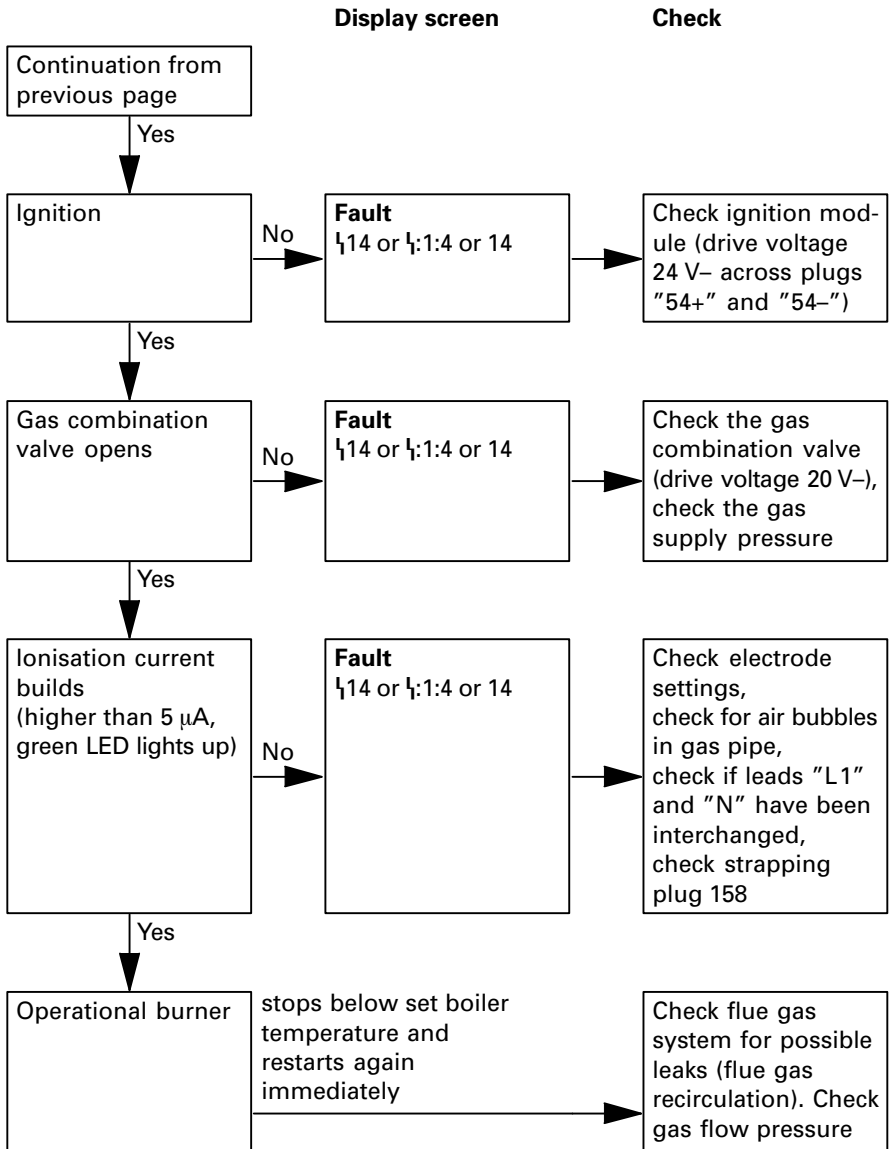 Display screen
Check
Continuation from
previous page
Yes
Ignition
No
Fault
ᔦ14 or ᔦ:1:4 or 14
Check ignition mod-
ule (drive voltage
24 V– across plugs
"54+" and "54–")
Yes
Gas combination
valve opens
No
Fault
ᔦ14 or ᔦ:1:4 or 14
Check the gas
combination valve
(drive voltage 20 V–),
check the gas
supply pressure
Yes
Ionisation current
builds
(higher than 5 µA,
green LED lights up)
No
Fault
ᔦ14 or ᔦ:1:4 or 14
Check electrode
settings,
check for air bubbles
in gas pipe,
check if leads "L1"
and "N" have been
interchanged,
check strapping
plug 158
Yes
Operational burner
stops below set boiler
temperature and
restarts again
immediately
Check flue gas
system for possible
leaks (flue gas
recirculation). Check
gas flow pressure